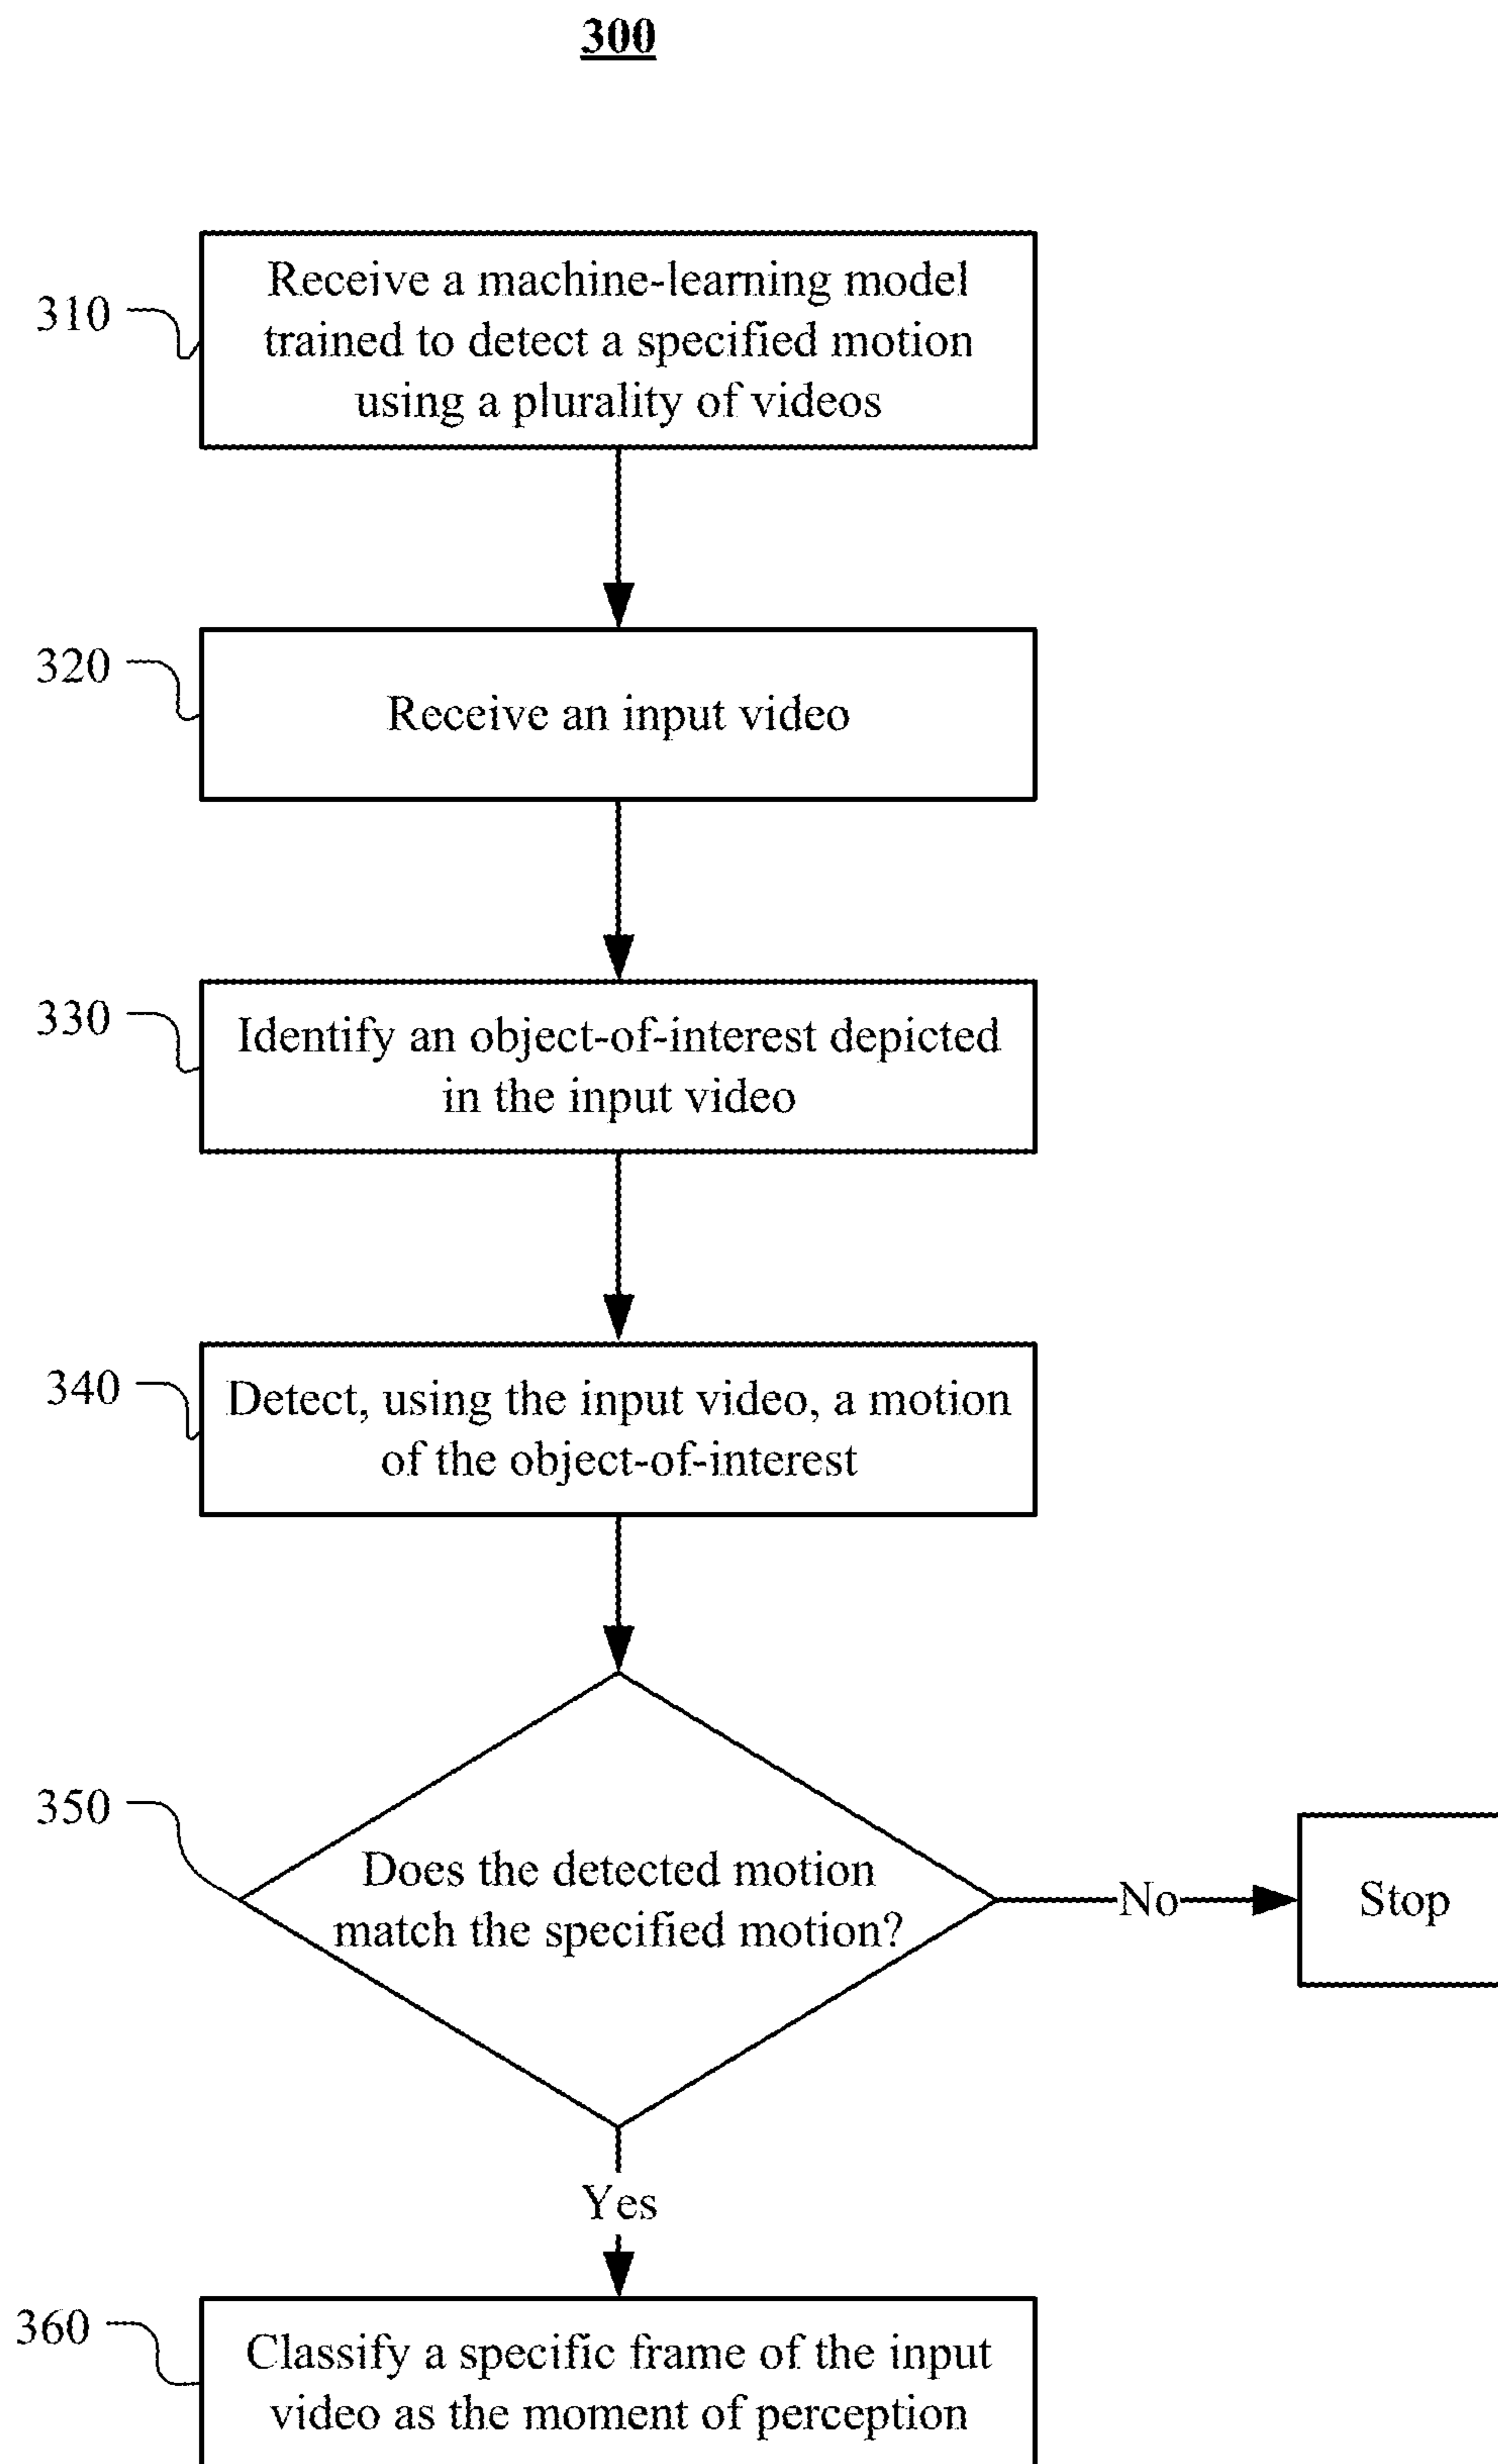 300
310
Receive a machine-learning model
trained to detect a specified motion
using a plurality of videos
320
Receive an input video
330
Identify an object-of-interest depicted
in the input video
340
Detect, using the input video, a motion
of the object-of-interest
350
Does the detected motion
match the specified motion?
No
Stop
Yes
360
Classify a specific frame of the input
video as the moment of perception